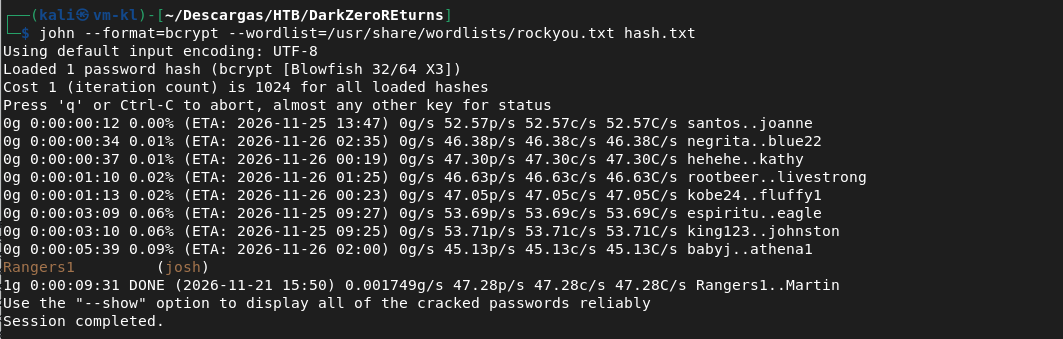 ┌──(kali㉿vm-kl)-[~/Descargas/HTB/DarkZeroREturns]
└─$ john --format=bcrypt --wordlist=/usr/share/wordlists/rockyou.txt hash.txt
Using default input encoding: UTF-8
Loaded 1 password hash (bcrypt [Blowfish 32/64 X3])
Cost 1 (iteration count) is 1024 for all loaded hashes
Press 'q' or Ctrl-C to abort, almost any other key for status
0g 0:00:00:12 0.00% (ETA: 2026-11-25 13:47) 0g/s 52.57p/s 52.57c/s 52.57C/s santos..joanne
0g 0:00:00:34 0.01% (ETA: 2026-11-26 02:35) 0g/s 46.38p/s 46.38c/s 46.38C/s negrita..blue22
0g 0:00:00:37 0.01% (ETA: 2026-11-26 00:19) 0g/s 47.30p/s 47.30c/s 47.30C/s hehehe..kathy
0g 0:00:01:10 0.02% (ETA: 2026-11-26 01:25) 0g/s 46.63p/s 46.63c/s 46.63C/s rootbeer..livestrong
0g 0:00:01:13 0.02% (ETA: 2026-11-26 00:23) 0g/s 47.05p/s 47.05c/s 47.05C/s kobe24..fluffy1
0g 0:00:03:09 0.06% (ETA: 2026-11-25 09:27) 0g/s 53.69p/s 53.69c/s 53.69C/s espiritu..eagle
0g 0:00:03:10 0.06% (ETA: 2026-11-25 09:25) 0g/s 53.71p/s 53.71c/s 53.71C/s king123..johnston
0g 0:00:05:39 0.09% (ETA: 2026-11-26 02:00) 0g/s 45.13p/s 45.13c/s 45.13C/s babyj..athena1
Rangers1         (josh)
1g 0:00:09:31 DONE (2026-11-21 15:50) 0.001749g/s 47.28p/s 47.28c/s 47.28C/s Rangers1..Martin
Use the "--show" option to display all of the cracked passwords reliably
Session completed.